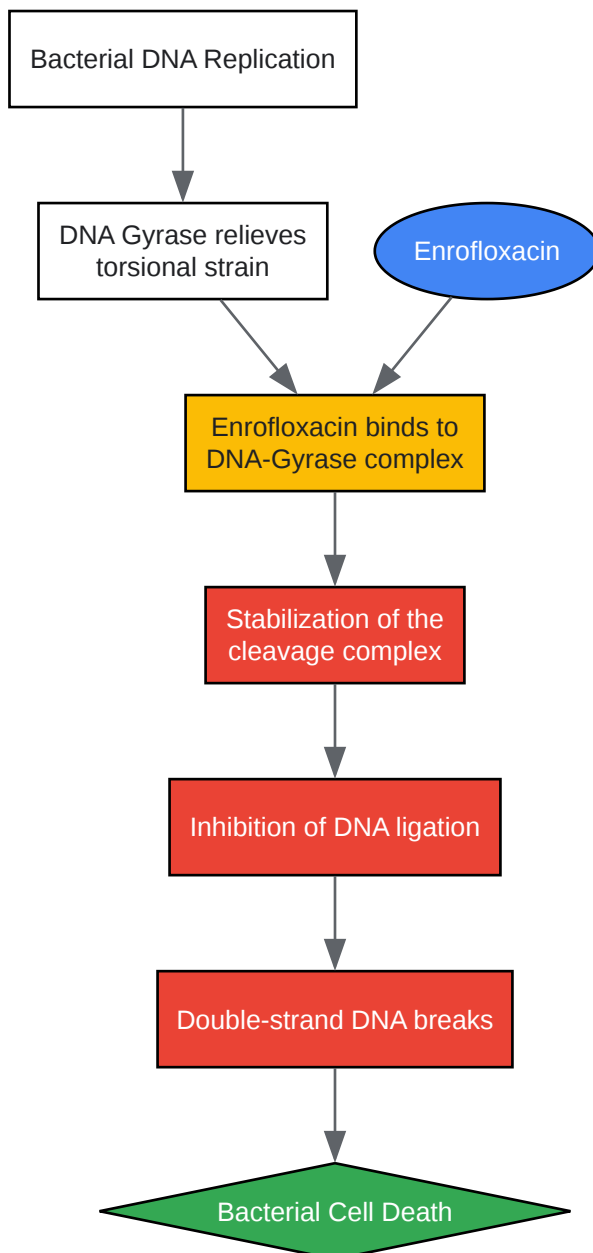 Bacterial DNA Replication
DNA Gyrase relieves
torsional strain
Enrofloxacin
Enrofloxacin binds to
DNA-Gyrase complex
Stabilization of the
cleavage complex
Inhibition of DNA ligation
Double-strand DNA breaks
Bacterial Cell Death